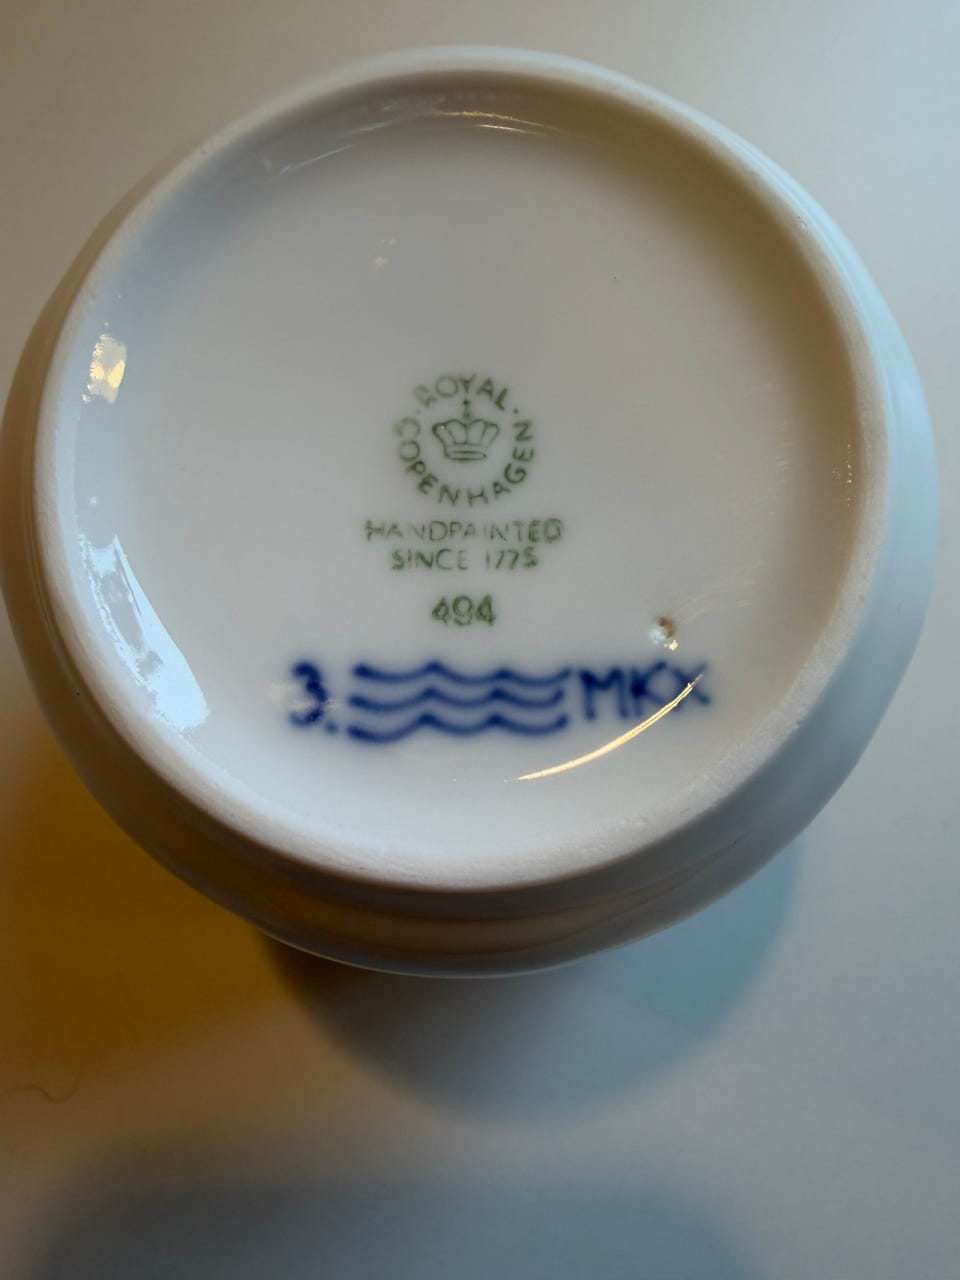 ROYAL COPENHAGEN
HANDPAINTED
SINCE 1775
494
3. MKX